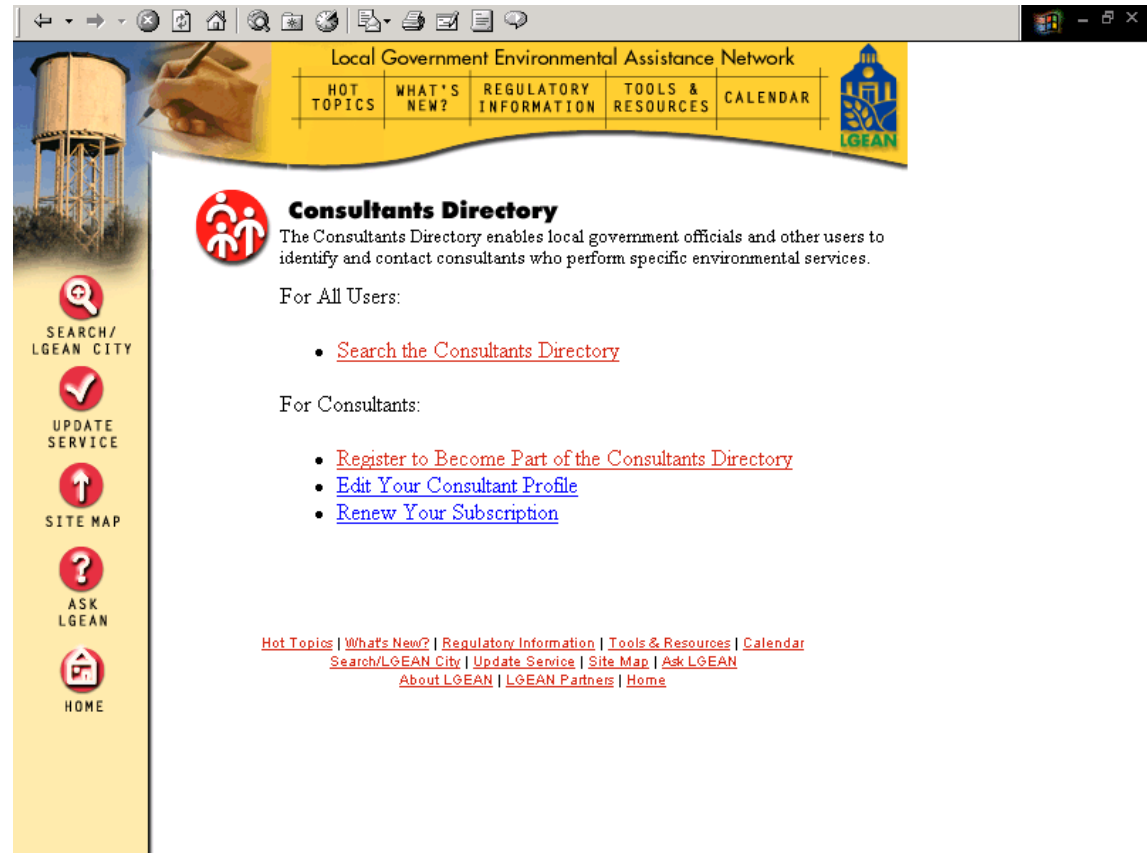 Local Government Environmental Assistance Network
HOT TOPICS
WHAT'S NEW?
REGULATORY INFORMATION
TOOLS & RESOURCES
CALENDAR
LGEAN
Consultants Directory
The Consultants Directory enables local government officials and other users to
identify and contact consultants who perform specific environmental services.
For All Users:
Search the Consultants Directory
For Consultants:
Register to Become Part of the Consultants Directory
Edit Your Consultant Profile
Renew Your Subscription
SEARCH/
LGEAN CITY
UPDATE
SERVICE
SITE MAP
ASK
LGEAN
HOME
Hot Topics | What's New? | Regulatory Information | Tools & Resources | Calendar
Search/LGEAN City | Update Service | Site Map | Ask LGEAN
About LGEAN | LGEAN Partners | Home